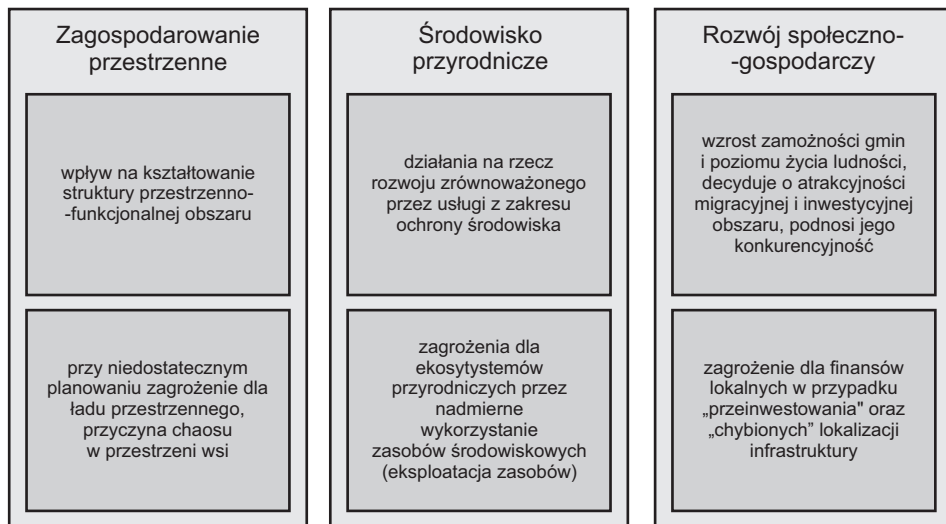 Zagospodarowanie
przestrzenne
wpływ na kształtowanie
struktury przestrzenno-
-funkcjonalnej obszaru
przy niedostatecznym
planowaniu zagrożenie dla
ładu przestrzennego,
przyczyna chaosu
w przestrzeni wsi
Środowisko
przyrodnicze
działania na rzecz
rozwoju zrównoważonego
przez usługi z zakresu
ochrony środowiska
zagrożenia dla
ekosytystemów
przyrodniczych przez
nadmierne
wykorzystanie
zasobów środowiskowych
(eksploatacja zasobów)
Rozwój społeczno-
-gospodarczy
wzrost zamożności gmin
i poziomu życia ludności,
decyduje o atrakcyjności
migracyjnej i inwestycyjnej
obszaru, podnosi jego
konkurencyjność
zagrożenie dla finansów
lokalnych w przypadku
„przeinwestowania" oraz
„chybionych” lokalizacji
infrastruktury